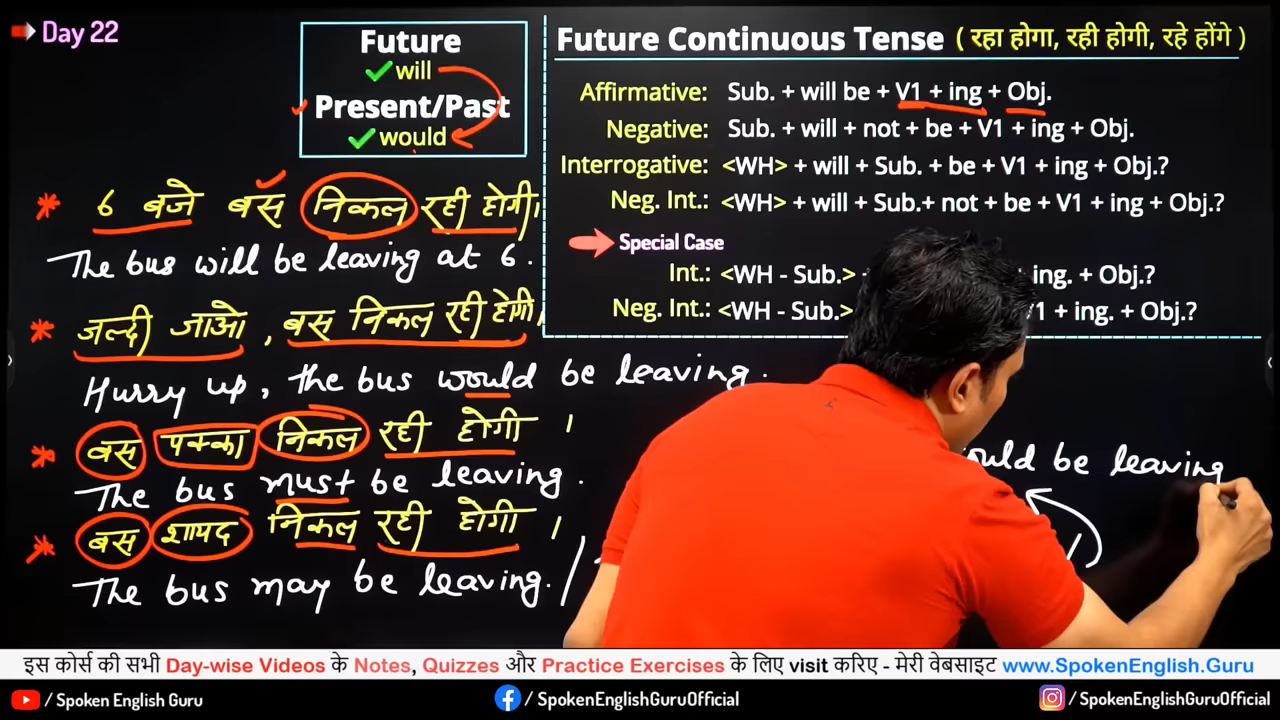 Day 22
Future
will
Present/Past
would
Future Continuous Tense ( रहा होगा, रही होगी, रहे होंगे )
Affirmative: Sub. + will be + V1 + ing + Obj.
Negative: Sub. + will + not + be + V1 + ing + Obj.
Interrogative: <WH> + will + Sub. + be + V1 + ing + Obj.?
Neg. Int.: <WH> + will + Sub.+ not + be + V1 + ing + Obj.?
Special Case
Int.: <WH - Sub.> ing. + Obj.?
Neg. Int.: <WH - Sub.> 1 + ing. + Obj.?
* 6 बजे बस निकल रही होगी।
The bus will be leaving at 6.
* जल्दी जाओ, बस निकल रही होगी।
Hurry up, the bus would be leaving.
* बस पक्का निकल रही होगी।
The bus must be leaving.
* बस शायद निकल रही होगी।
The bus may be leaving. /
ould be leaving
इस कोर्स की सभी Day-wise Videos के Notes, Quizzes और Practice Exercises के लिए visit करिए - मेरी वेबसाइट www.SpokenEnglish.Guru
/ Spoken English Guru
/ SpokenEnglishGuruOfficial
/ SpokenEnglishGuruOfficial